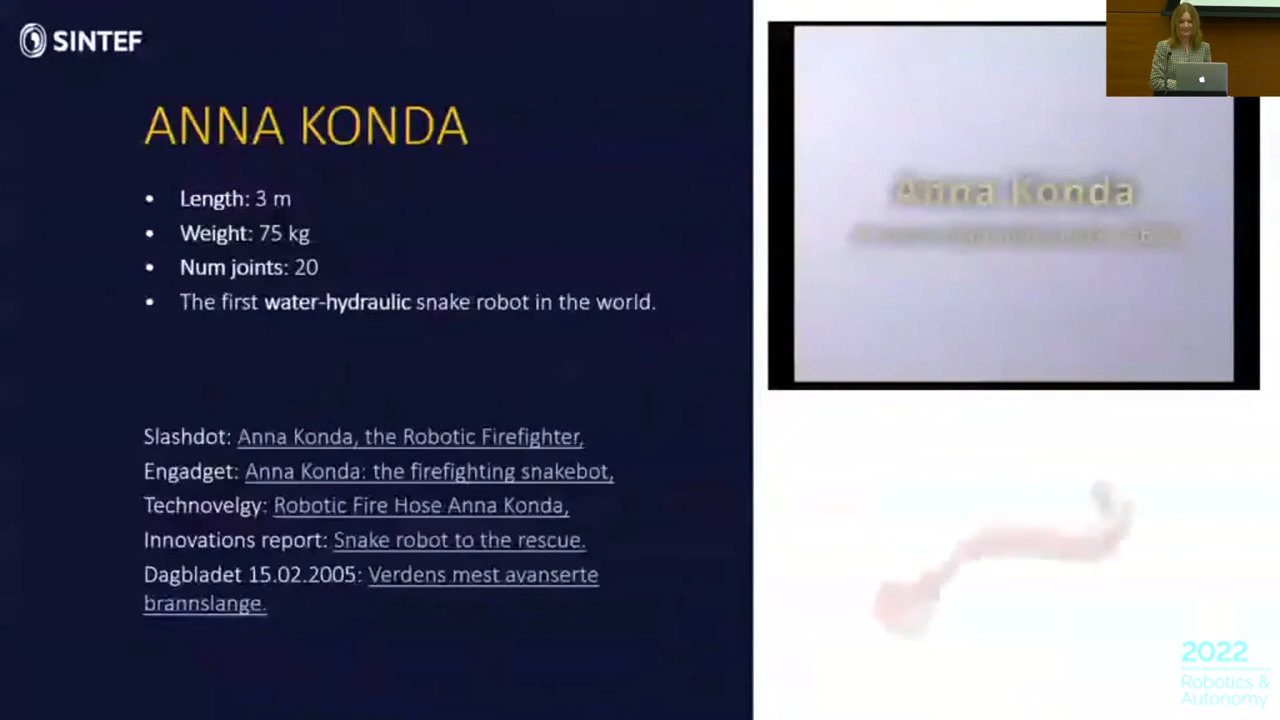 SINTEF
ANNA KONDA
• Length: 3 m
• Weight: 75 kg
• Num joints: 20
• The first water-hydraulic snake robot in the world.
Slashdot: Anna Konda, the Robotic Firefighter,
Engadget: Anna Konda: the firefighting snakebot,
Technovelgy: Robotic Fire Hose Anna Konda,
Innovations report: Snake robot to the rescue.
Dagbladet 15.02.2005: Verdens mest avanserte
brannslange.
Anna Konda
2022
Robotics &
Autonomy